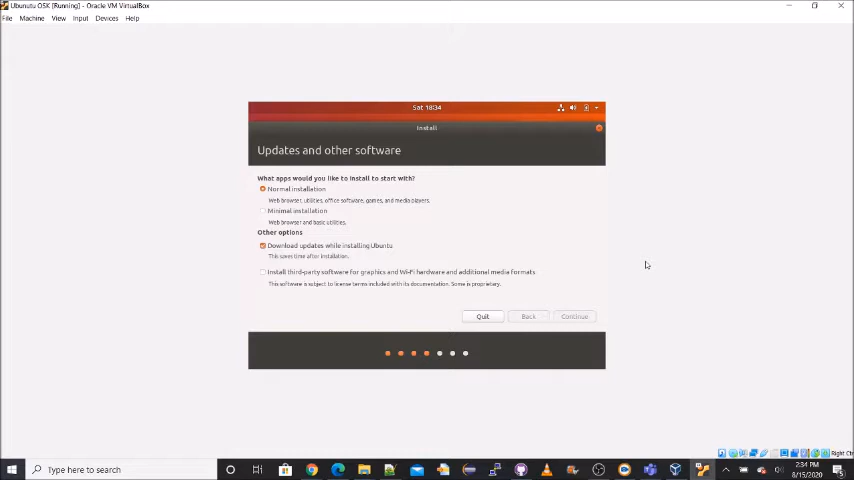 Ubunutu OSK [Running] - Oracle VM VirtualBox
File Machine View Input Devices Help
Sat 18:34
Install
Updates and other software
What apps would you like to install to start with?
Normal installation
Web browser, utilities, office software, games, and media players.
Minimal installation
Web browser and basic utilities.
Other options
Download updates while installing Ubuntu
This saves time after installation.
Install third-party software for graphics and Wi-Fi hardware and additional media formats
This software is subject to license terms included with its documentation. Some is proprietary.
Quit Back Continue
Right Ctrl
Type here to search
2:34 PM
8/15/2020